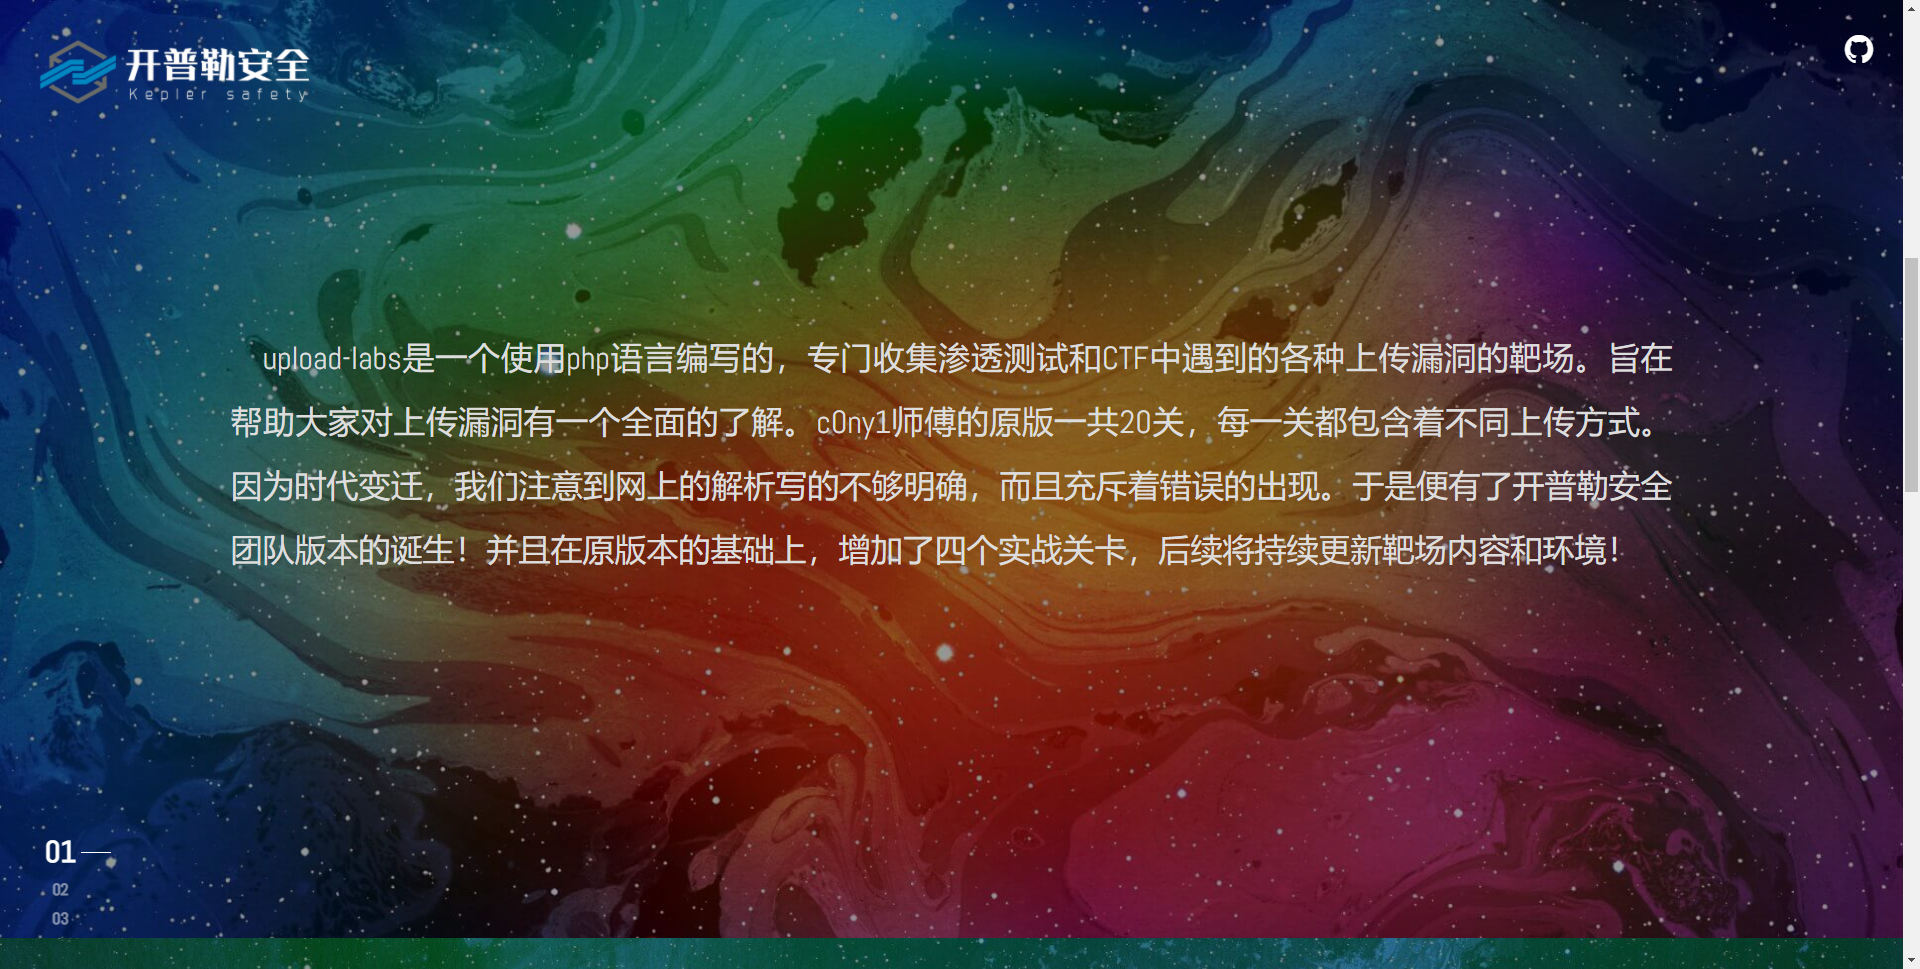 开普勒安全
Kepler safety
upload-labs是一个使用php语言编写的，专门收集渗透测试和CTF中遇到的各种上传漏洞的靶场。旨在
帮助大家对上传漏洞有一个全面的了解。c0ny1师傅的原版一共20关，每一关都包含着不同上传方式。
因为时代变迁，我们注意到网上的解析写的不够明确，而且充斥着错误的出现。于是便有了开普勒安全
团队版本的诞生！并且在原版本的基础上，增加了四个实战关卡，后续将持续更新靶场内容和环境！
01
02
03